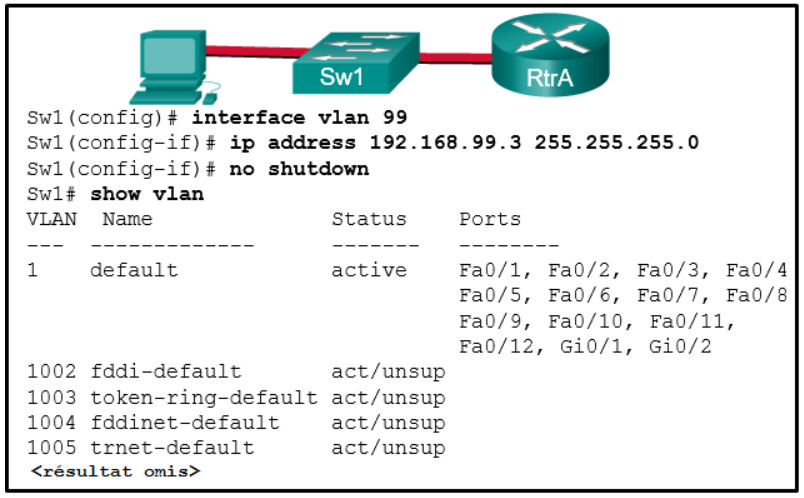 Sw1 RtrA
Sw1(config)# interface vlan 99
Sw1(config-if)# ip address 192.168.99.3 255.255.255.0
Sw1(config-if)# no shutdown
Sw1# show vlan
VLAN Name Status Ports
--- ------------- ------- --------
1 default active Fa0/1, Fa0/2, Fa0/3, Fa0/4
Fa0/5, Fa0/6, Fa0/7, Fa0/8
Fa0/9, Fa0/10, Fa0/11,
Fa0/12, Gi0/1, Gi0/2
1002 fddi-default act/unsup
1003 token-ring-default act/unsup
1004 fddinet-default act/unsup
1005 trnet-default act/unsup
<résultat omis>